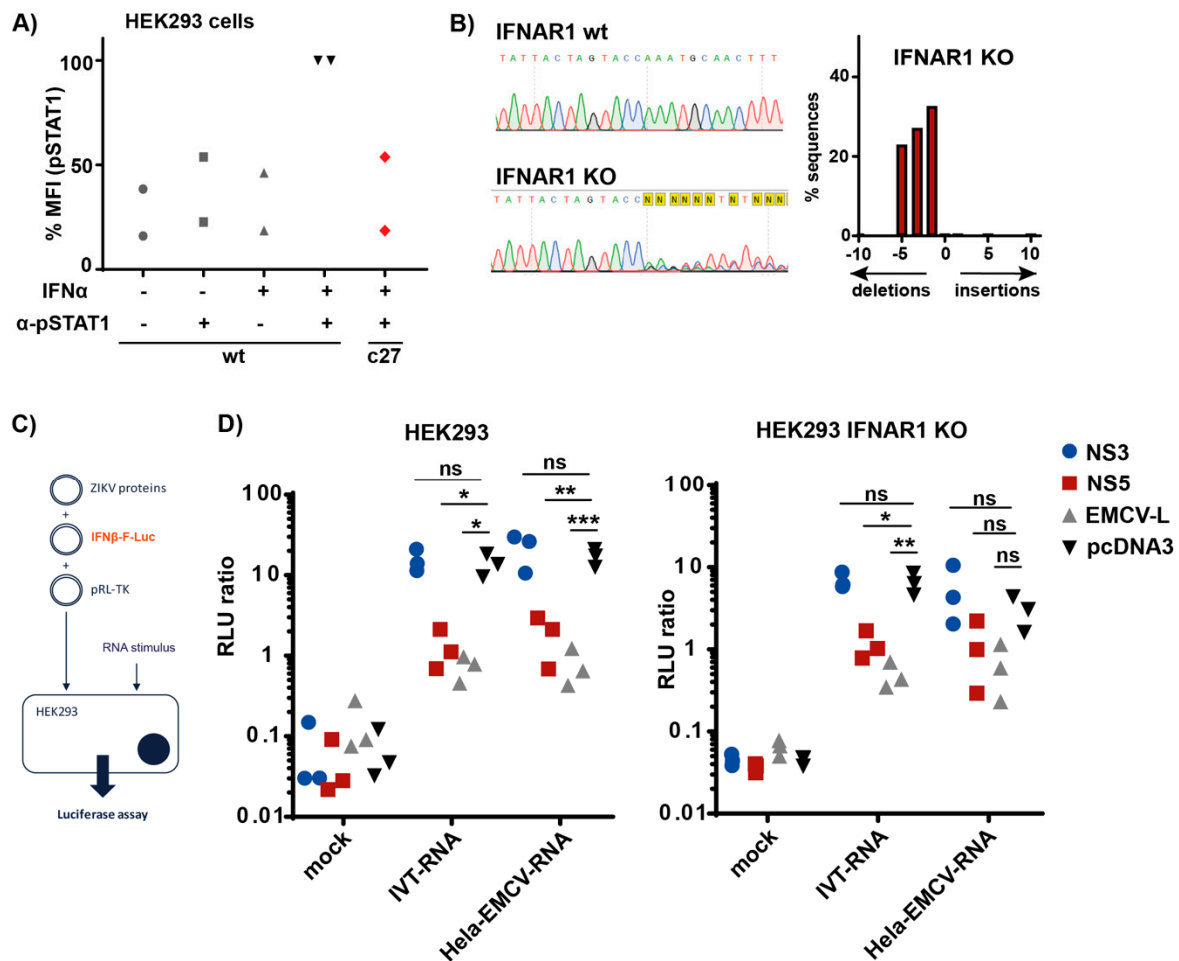 A)
HEK293 cells
% MFI (pSTAT1)
100
50
0
IFNα - - + + +
α-pSTAT1 - + - + +
wt c27
B)
IFNAR1 wt
T A T T A C T A G T A C C A A A T G C A A C T T T
IFNAR1 KO
T A T T A C T A G T A C C N N N N N N T N T N N N
IFNAR1 KO
% sequences
40
20
0
-10 -5 0 5 10
deletions insertions
C)
ZIKV proteins
+
IFNβ-F-Luc
+
pRL-TK
RNA stimulus
HEK293
Luciferase assay
D)
HEK293
RLU ratio
100
10
1
0.1
0.01
ns
*
*
ns
**
***
mock
IVT-RNA
Hela-EMCV-RNA
HEK293 IFNAR1 KO
RLU ratio
100
10
1
0.1
0.01
ns
*
**
ns
ns
ns
mock
IVT-RNA
Hela-EMCV-RNA
NS3
NS5
EMCV-L
pcDNA3